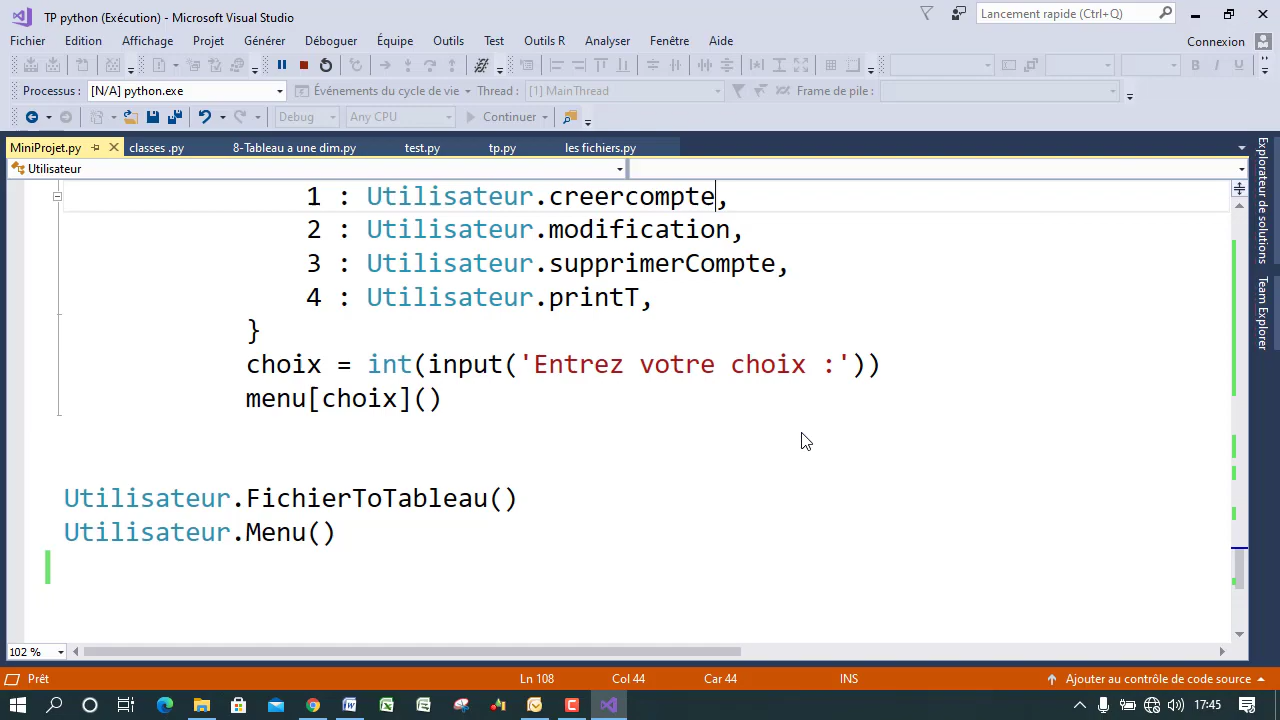 TP python (Exécution) - Microsoft Visual Studio
Lancement rapide (Ctrl+Q)
Fichier Edition Affichage Projet Générer Déboguer Équipe Outils Test Outils R Analyser Fenêtre Aide
Connexion
Processus : [N/A] python.exe Événements du cycle de vie Thread : [1] MainThread Frame de pile :
Debug Any CPU Continuer
MiniProjet.py classes .py 8-Tableau a une dim.py test.py tp.py les fichiers.py
Utilisateur
1 : Utilisateur.creercompte,
2 : Utilisateur.modification,
3 : Utilisateur.supprimerCompte,
4 : Utilisateur.printT,
}
choix = int(input('Entrez votre choix :'))
menu[choix]()
Utilisateur.FichierToTableau()
Utilisateur.Menu()
Explorateur de solutions
Team Explorer
102 %
Prêt Ln 108 Col 44 Car 44 INS Ajouter au contrôle de code source
17:45